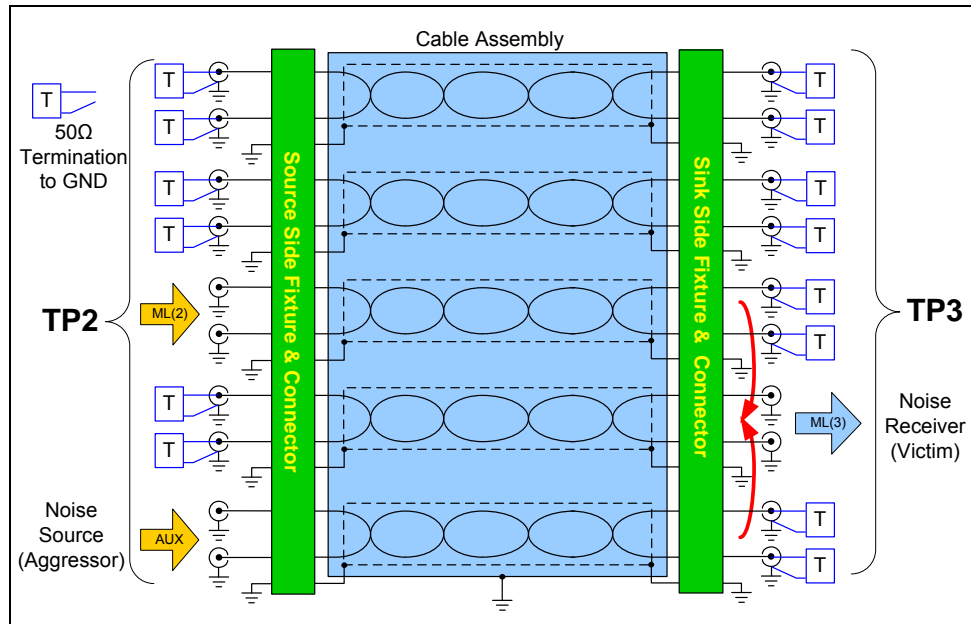 Cable Assembly
T
50Ω
Termination
to GND
T
T
T
T
T
T
TP2
ML(2)
Noise
Source
(Aggressor)
AUX
Source Side Fixture & Connector
Sink Side Fixture & Connector
T
T
T
T
T
T
T
T
TP3
ML(3)
Noise
Receiver
(Victim)